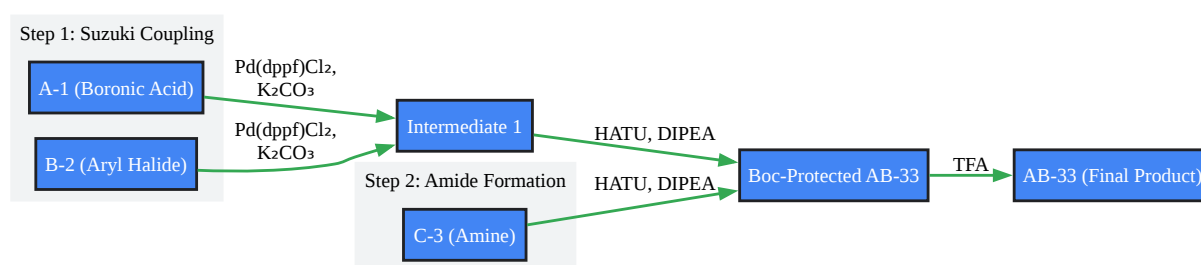 Step 1: Suzuki Coupling
A-1 (Boronic Acid)
Pd(dppf)Cl₂,
K₂CO₃
B-2 (Aryl Halide)
Pd(dppf)Cl₂,
K₂CO₃
Intermediate 1
Step 2: Amide Formation
C-3 (Amine)
HATU, DIPEA
HATU, DIPEA
Boc-Protected AB-33
TFA
AB-33 (Final Product)